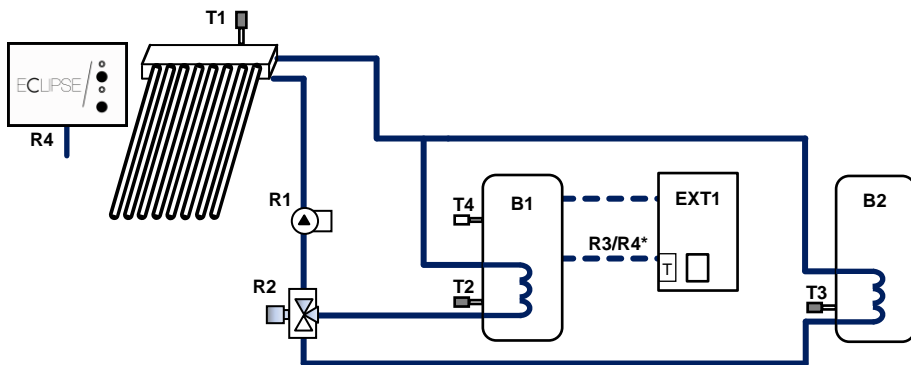 T1
ECLIPSE
R4
R1
R2
T4
B1
T2
R3/R4*
EXT1
T
B2
T3